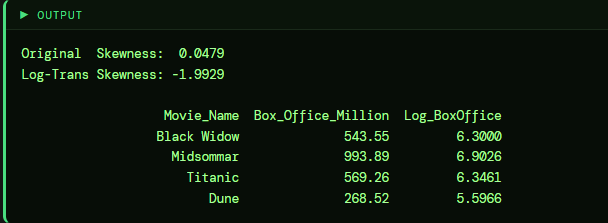 ▶ OUTPUT
Original Skewness: 0.0479
Log-Trans Skewness: -1.9929
Movie_Name Box_Office_Million Log_BoxOffice
Black Widow 543.55 6.3000
Midsommar 993.89 6.9026
Titanic 569.26 6.3461
Dune 268.52 5.5966